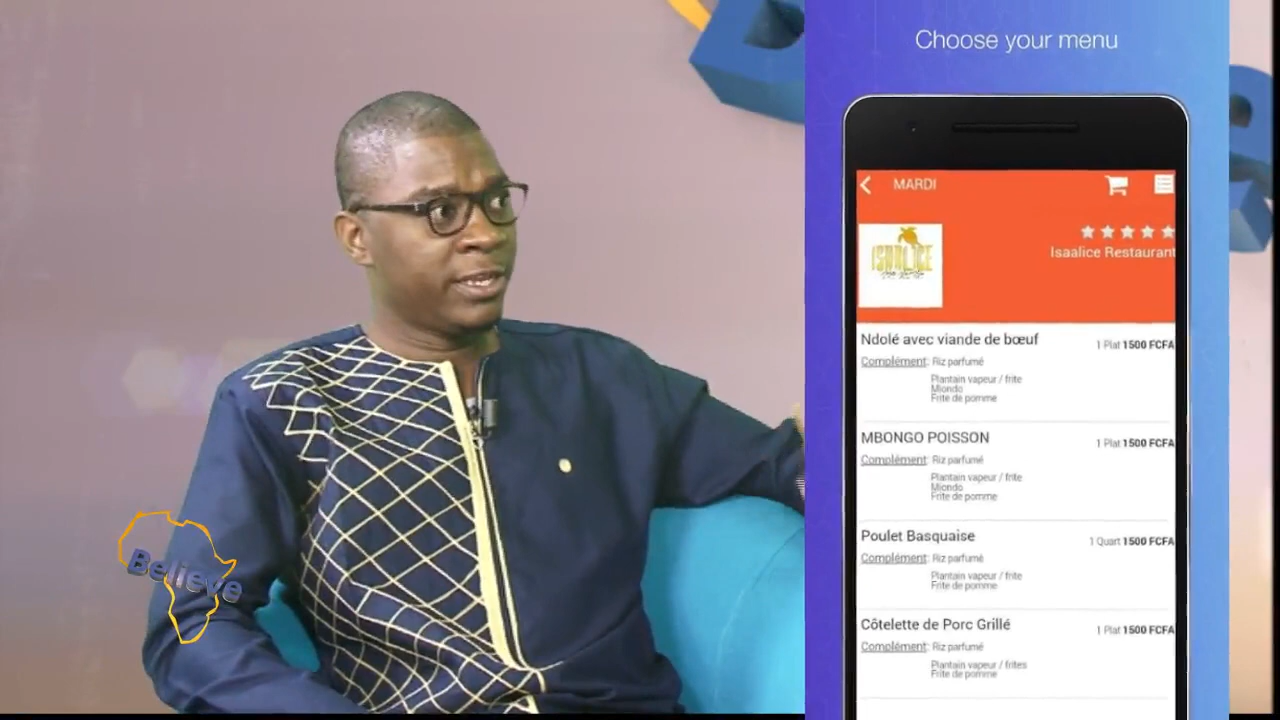 Choose your menu
MARDI
Isaalice Restaurant
ISAALICE
Ndolé avec viande de bœuf
1 Plat 1500 FCFA
Complément: Riz parfumé
Plantain vapeur / frite
Miondo
Frite de pomme
MBONGO POISSON
1 Plat 1500 FCFA
Complément: Riz parfumé
Plantain vapeur / frite
Miondo
Frite de pomme
Poulet Basquaise
1 Quart 1500 FCFA
Complément: Riz parfumé
Plantain vapeur / frite
Frite de pomme
Côtelette de Porc Grillé
1 Plat 1500 FCFA
Complément: Riz parfumé
Plantain vapeur / frites
Frite de pomme
Believe